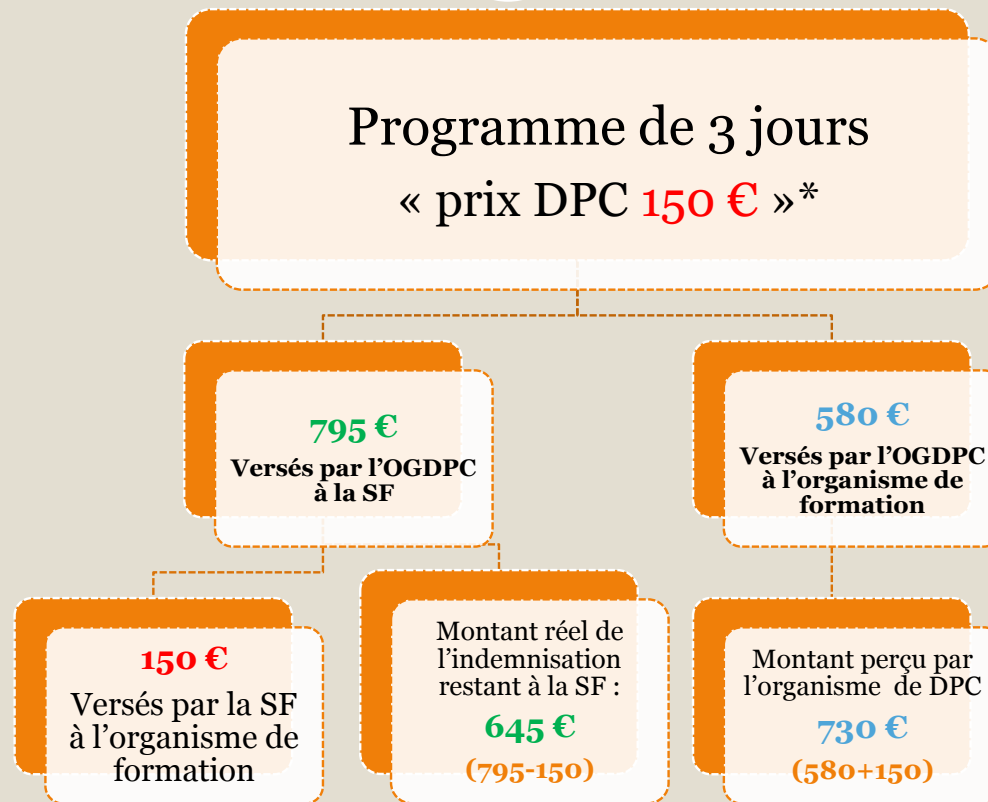 Programme de 3 jours
« prix DPC 150 € »*
795 €
Versés par l’OGDPC
à la SF
580 €
Versés par l’OGDPC
à l’organisme de
formation
150 €
Versés par la SF
à l’organisme de
formation
Montant réel de
l’indemnisation
restant à la SF :
645 €
(795-150)
Montant perçu par
l’organisme de DPC
730 €
(580+150)